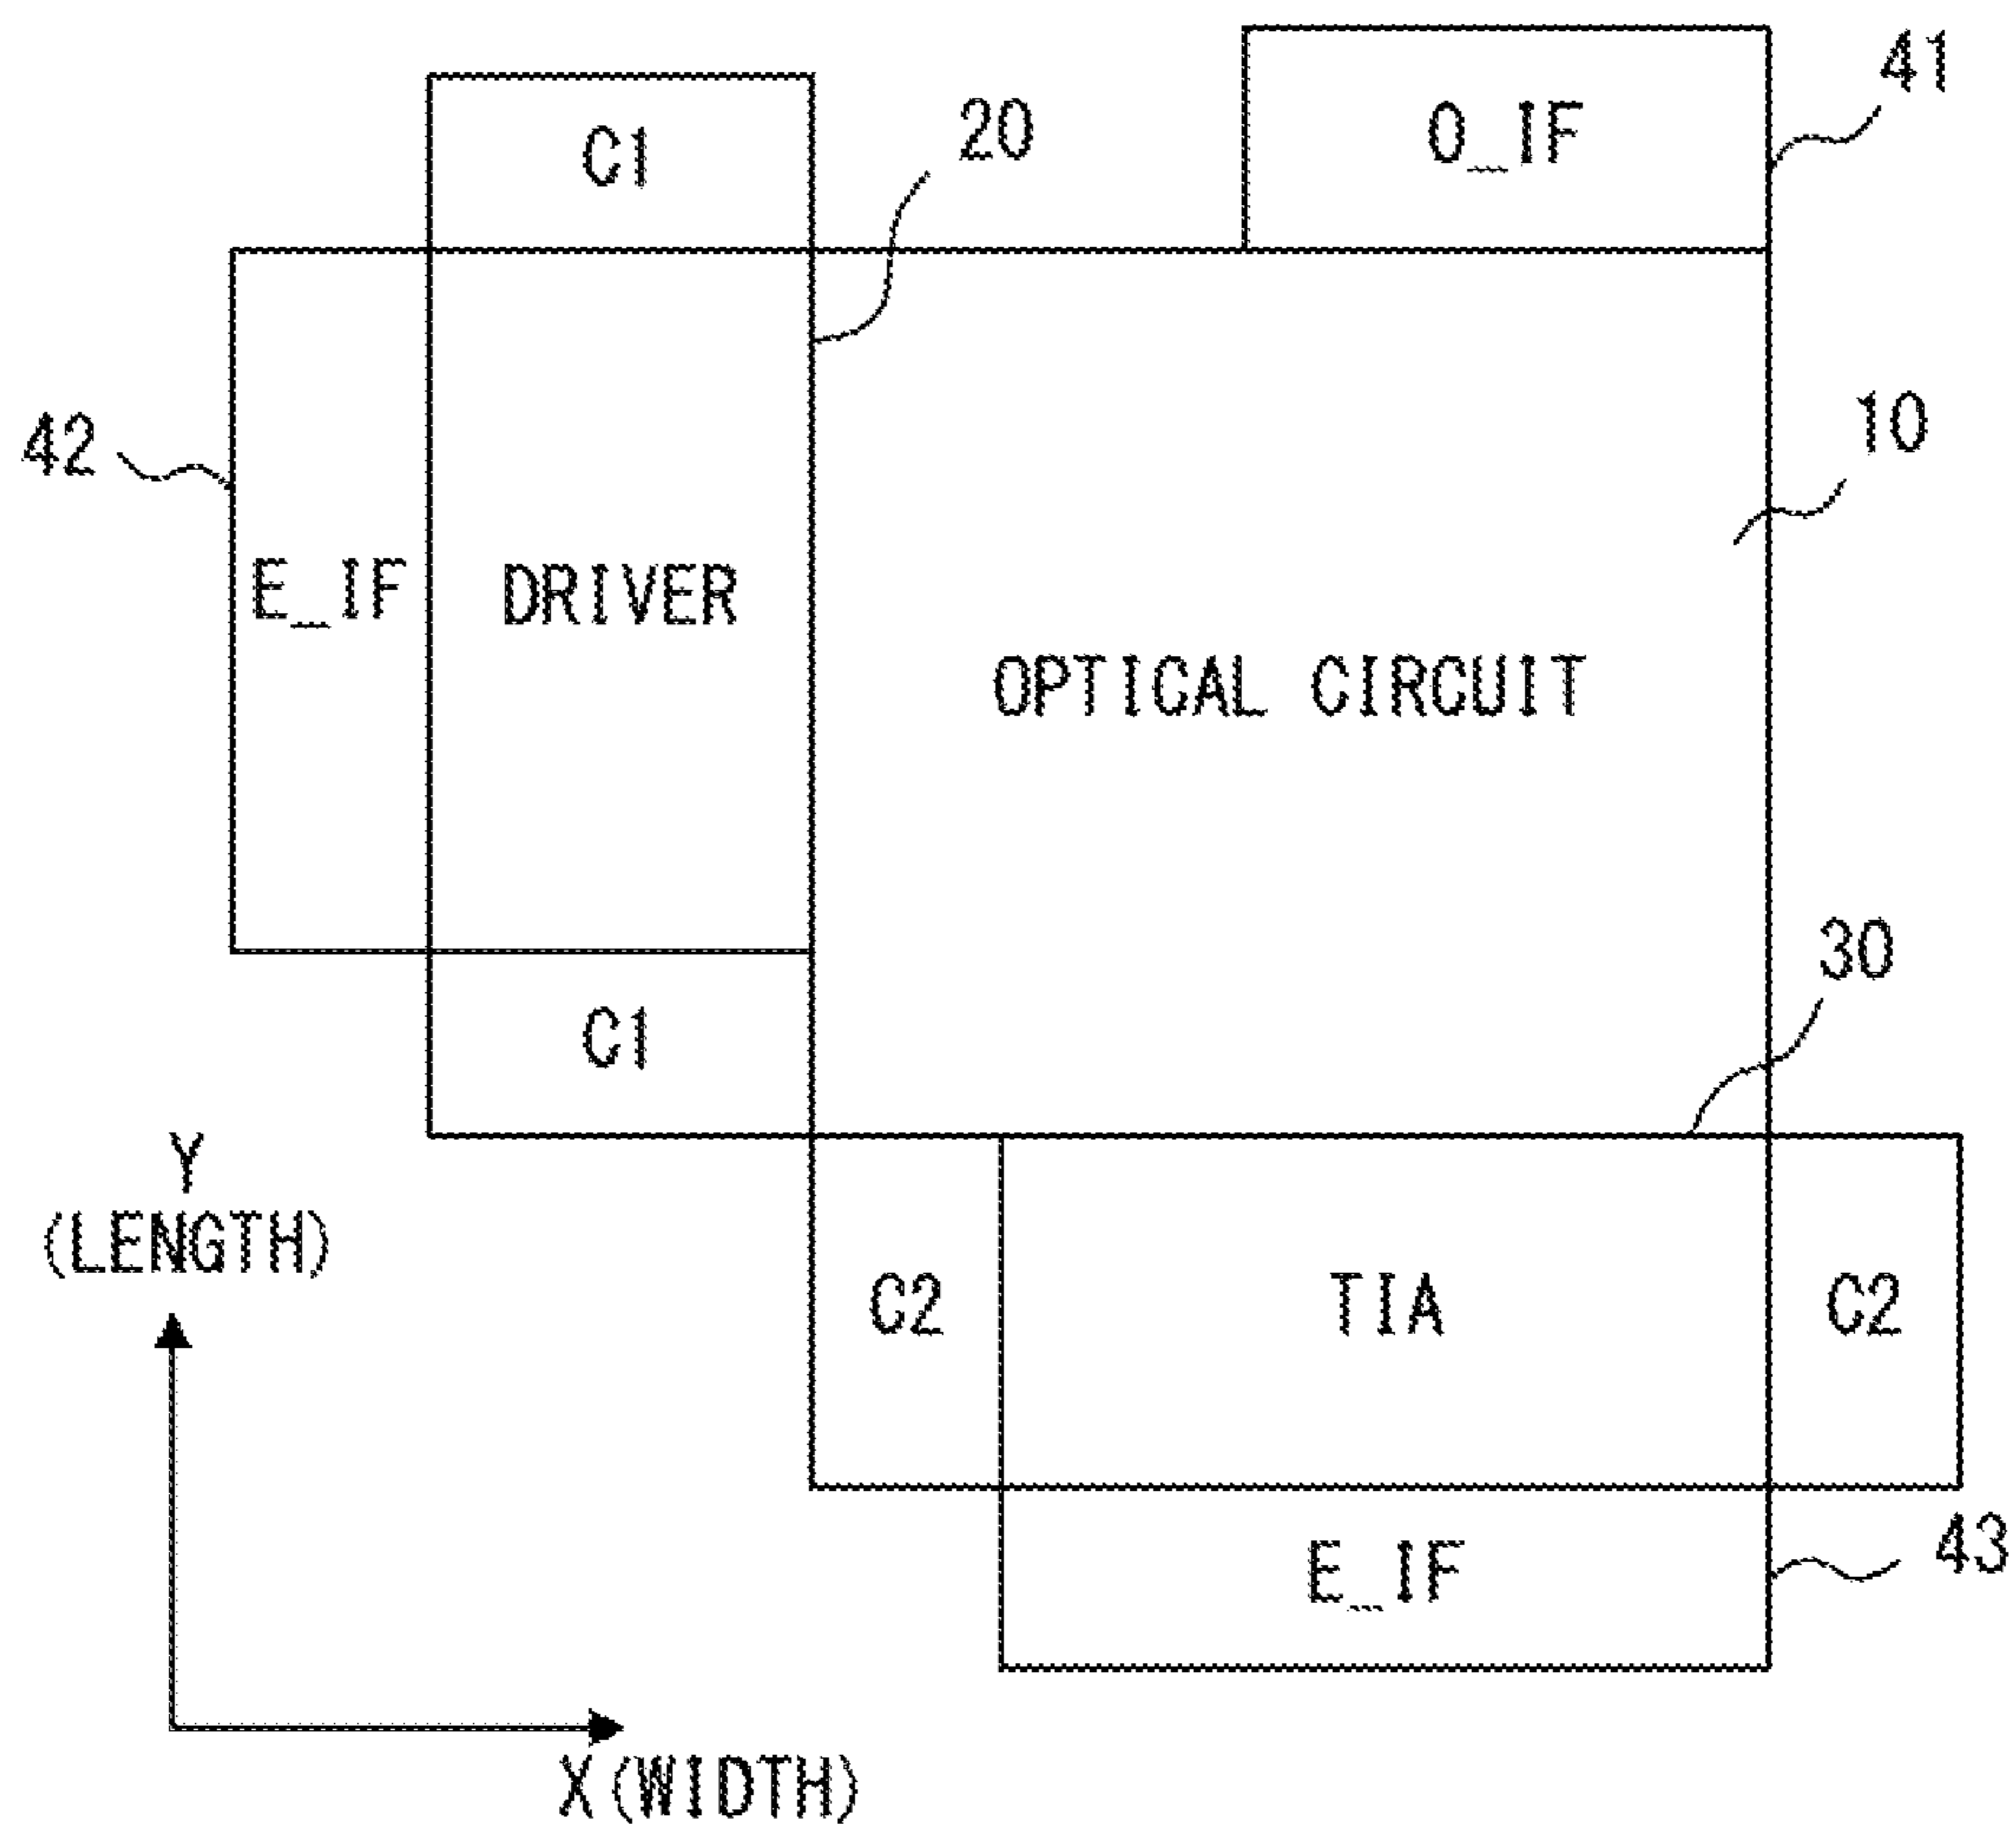 41
O_IF
C1
20
10
42
E_IF
DRIVER
OPTICAL CIRCUIT
30
C1
Y
(LENGTH)
C2
TIA
C2
43
E_IF
X(WIDTH)